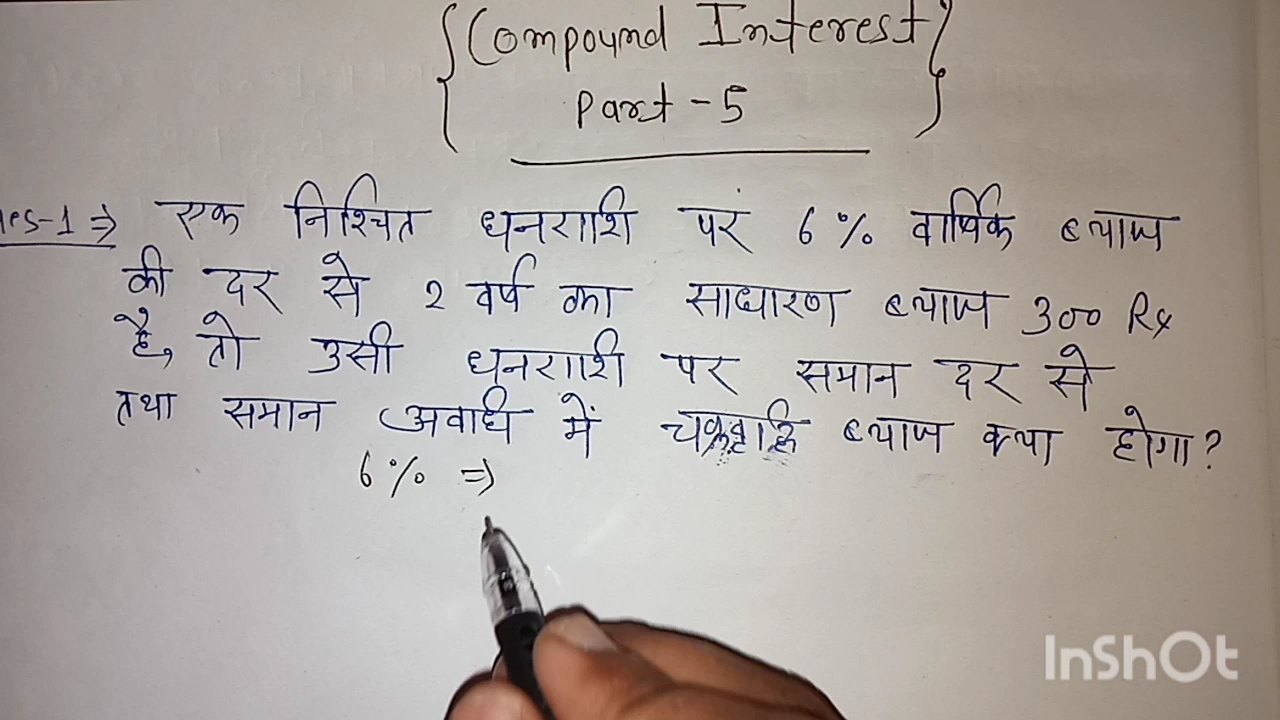 {Compound Interest}
Part-5
ues-1 ⇒ एक निश्चित धनराशि पर 6% वार्षिक ब्याज
की दर से 2 वर्ष का साधारण ब्याज 300 Rs
है, तो उसी धनराशि पर समान दर से
तथा समान अवधि में चक्रवृद्धि ब्याज क्या होगा?
6% ⇒
InShOt